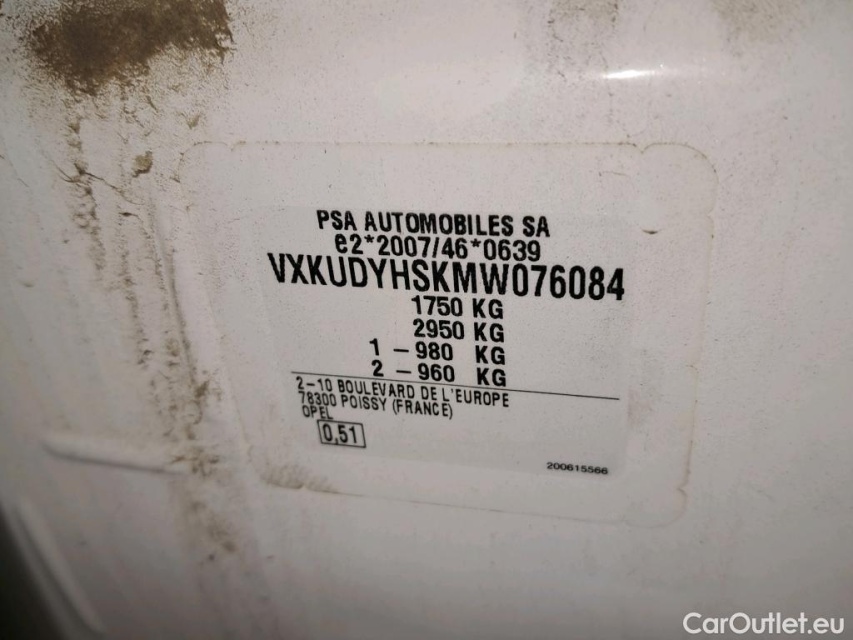 PSA AUTOMOBILES SA
e2*2007/46*0639
VXKUDYHSKMW076084
1750 KG
2950 KG
1 - 980 KG
2 - 960 KG
2-10 BOULEVARD DE L'EUROPE
78300 POISSY (FRANCE)
OPEL
0,51
200615566
CarOutlet.eu